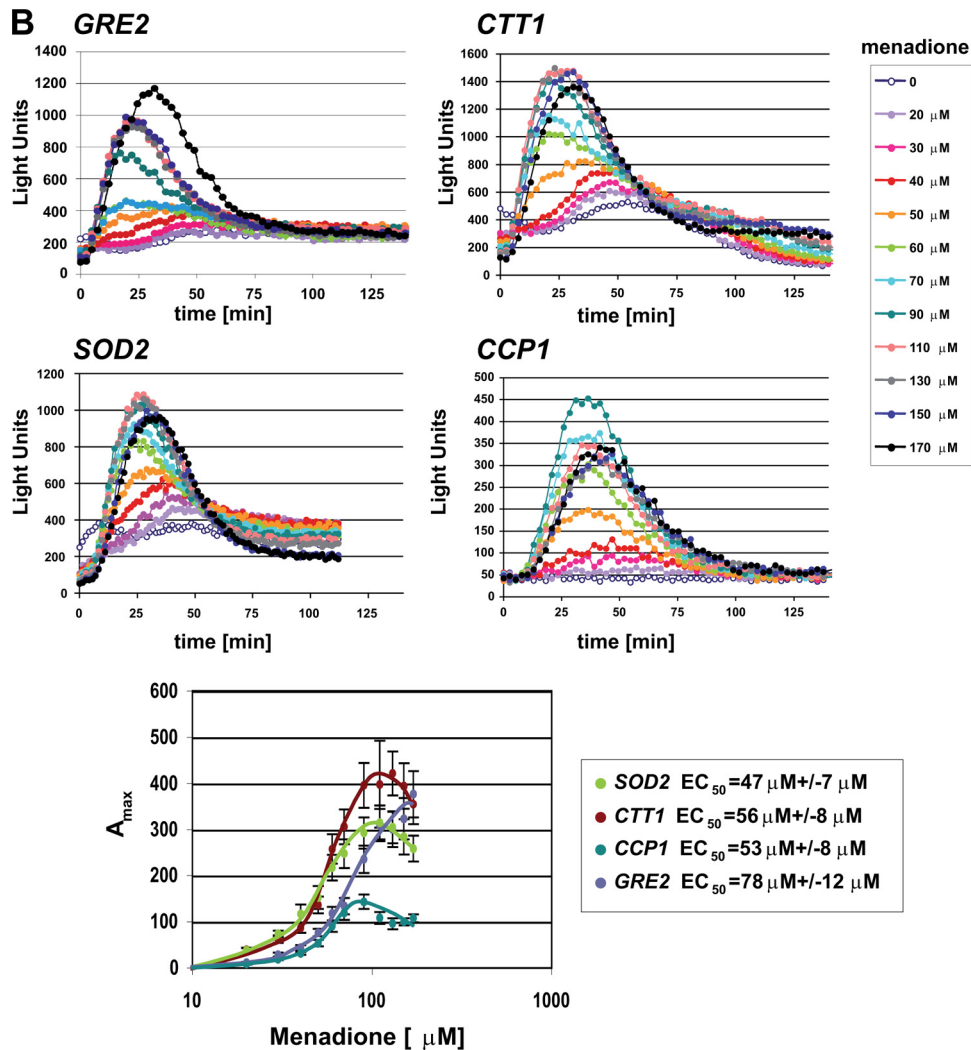 B
GRE2
1400
1200
1000
800
600
400
200
0
Light Units
0 25 50 75 100 125
time [min]
CTT1
1600
1400
1200
1000
800
600
400
200
0
Light Units
0 25 50 75 100 125
time [min]
menadione
0
20 μM
30 μM
40 μM
50 μM
60 μM
70 μM
90 μM
110 μM
130 μM
150 μM
170 μM
SOD2
1200
1000
800
600
400
200
0
Light Units
0 25 50 75 100 125
time [min]
CCP1
500
450
400
350
300
250
200
150
100
50
0
Light Units
0 25 50 75 100 125
time [min]
600
500
400
300
200
100
0
Amax
10 100 1000
Menadione [ μM]
SOD2 EC50=47 μM+/-7 μM
CTT1 EC50=56 μM+/-8 μM
CCP1 EC50=53 μM+/-8 μM
GRE2 EC50=78 μM+/-12 μM